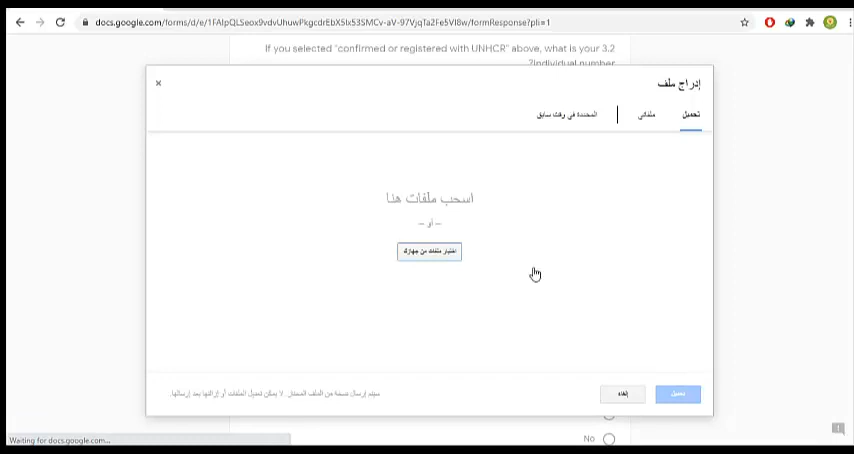 docs.google.com/forms/d/e/1FAIpQLSeox9vdvUhuwPkgcdrEbX5Ix53SMCv-aV-97VjqTa2Fe5VI8w/formResponse?pli=1
If you selected "confirmed or registered with UNHCR" above, what is your 3.2
?Individual number
إدراج ملف
تحميل
ملفاتي
المحددة في وقت سابق
اسحب ملفات هنا
– أو –
اختيار ملفات من جهازك
تحميل
إلغاء
سيتم إرسال نسخة من الملف المحدد. لا يمكن تعديل الملفات أو إزالتها بعد إرسالها.
No
Waiting for docs.google.com...